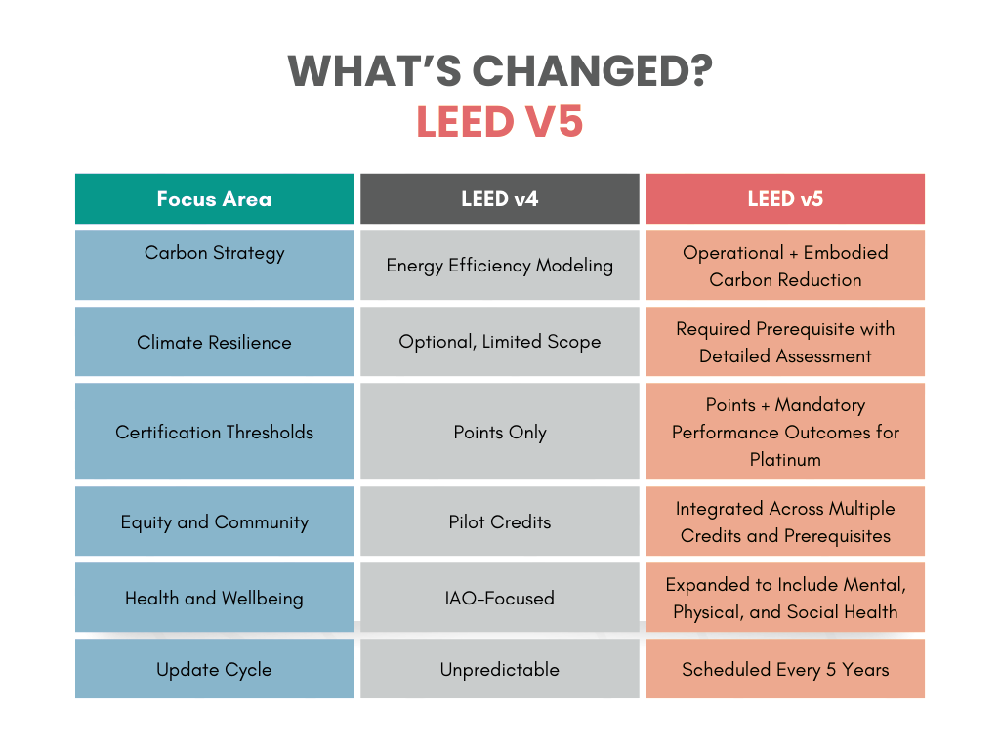 WHAT’S CHANGED?
LEED V5
Focus Area
LEED v4
LEED v5
Carbon Strategy
Energy Efficiency Modeling
Operational + Embodied
Carbon Reduction
Climate Resilience
Optional, Limited Scope
Required Prerequisite with
Detailed Assessment
Certification Thresholds
Points Only
Points + Mandatory
Performance Outcomes for
Platinum
Equity and Community
Pilot Credits
Integrated Across Multiple
Credits and Prerequisites
Health and Wellbeing
IAQ-Focused
Expanded to Include Mental,
Physical, and Social Health
Update Cycle
Unpredictable
Scheduled Every 5 Years